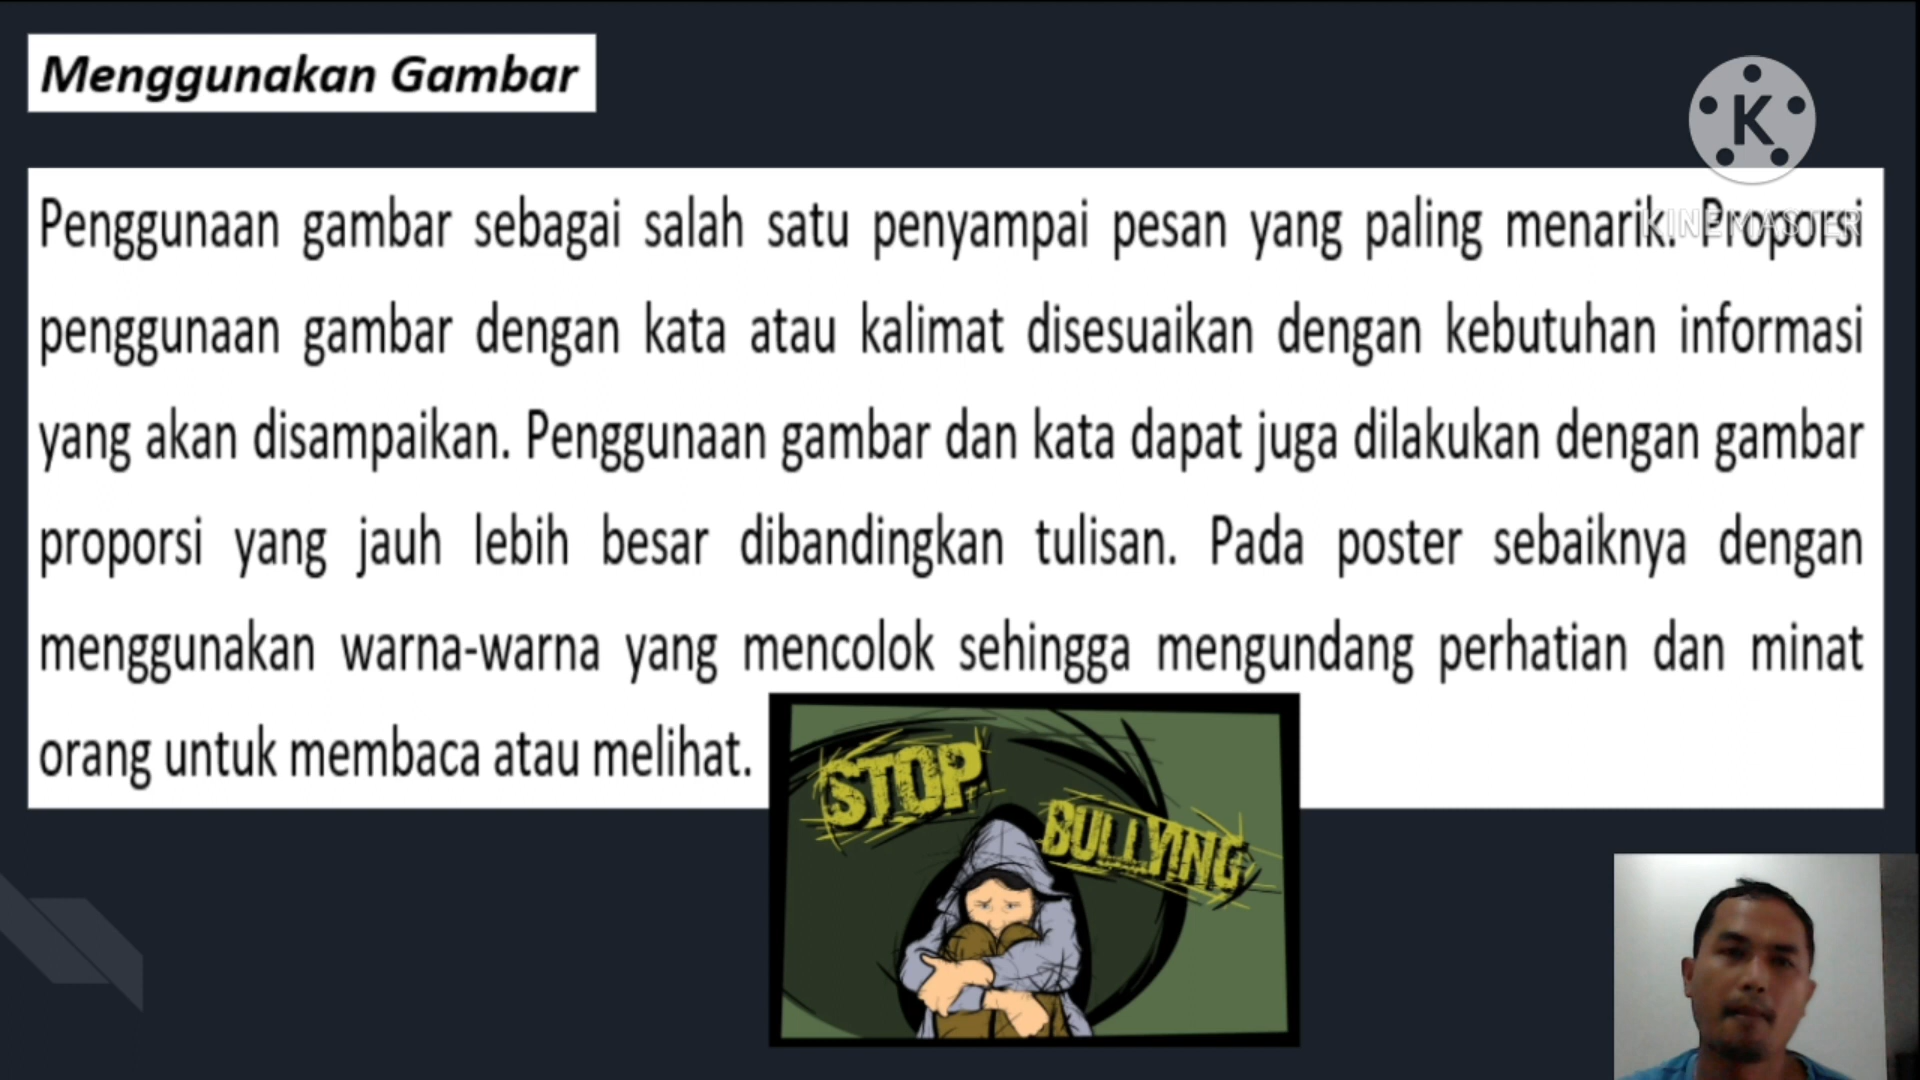 Menggunakan Gambar
K
KINEMASTER
Penggunaan gambar sebagai salah satu penyampai pesan yang paling menarik. Proporsi
penggunaan gambar dengan kata atau kalimat disesuaikan dengan kebutuhan informasi
yang akan disampaikan. Penggunaan gambar dan kata dapat juga dilakukan dengan gambar
proporsi yang jauh lebih besar dibandingkan tulisan. Pada poster sebaiknya dengan
menggunakan warna-warna yang mencolok sehingga mengundang perhatian dan minat
orang untuk membaca atau melihat.
STOP
BULLYING